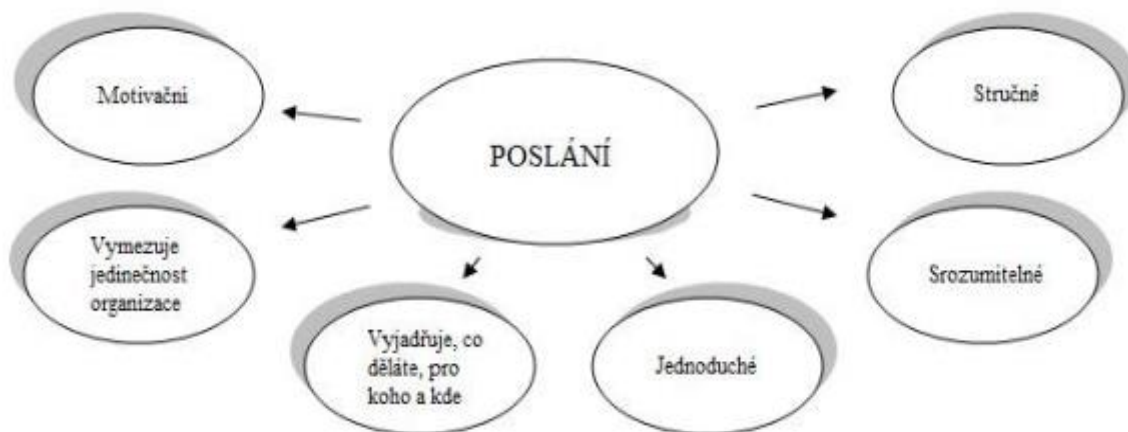 Motivační
Stručné
POSLÁNÍ
Vymezuje
jedinečnost
organizace
Srozumitelné
Vyjadřuje, co
děláte, pro
koho a kde
Jednoduché